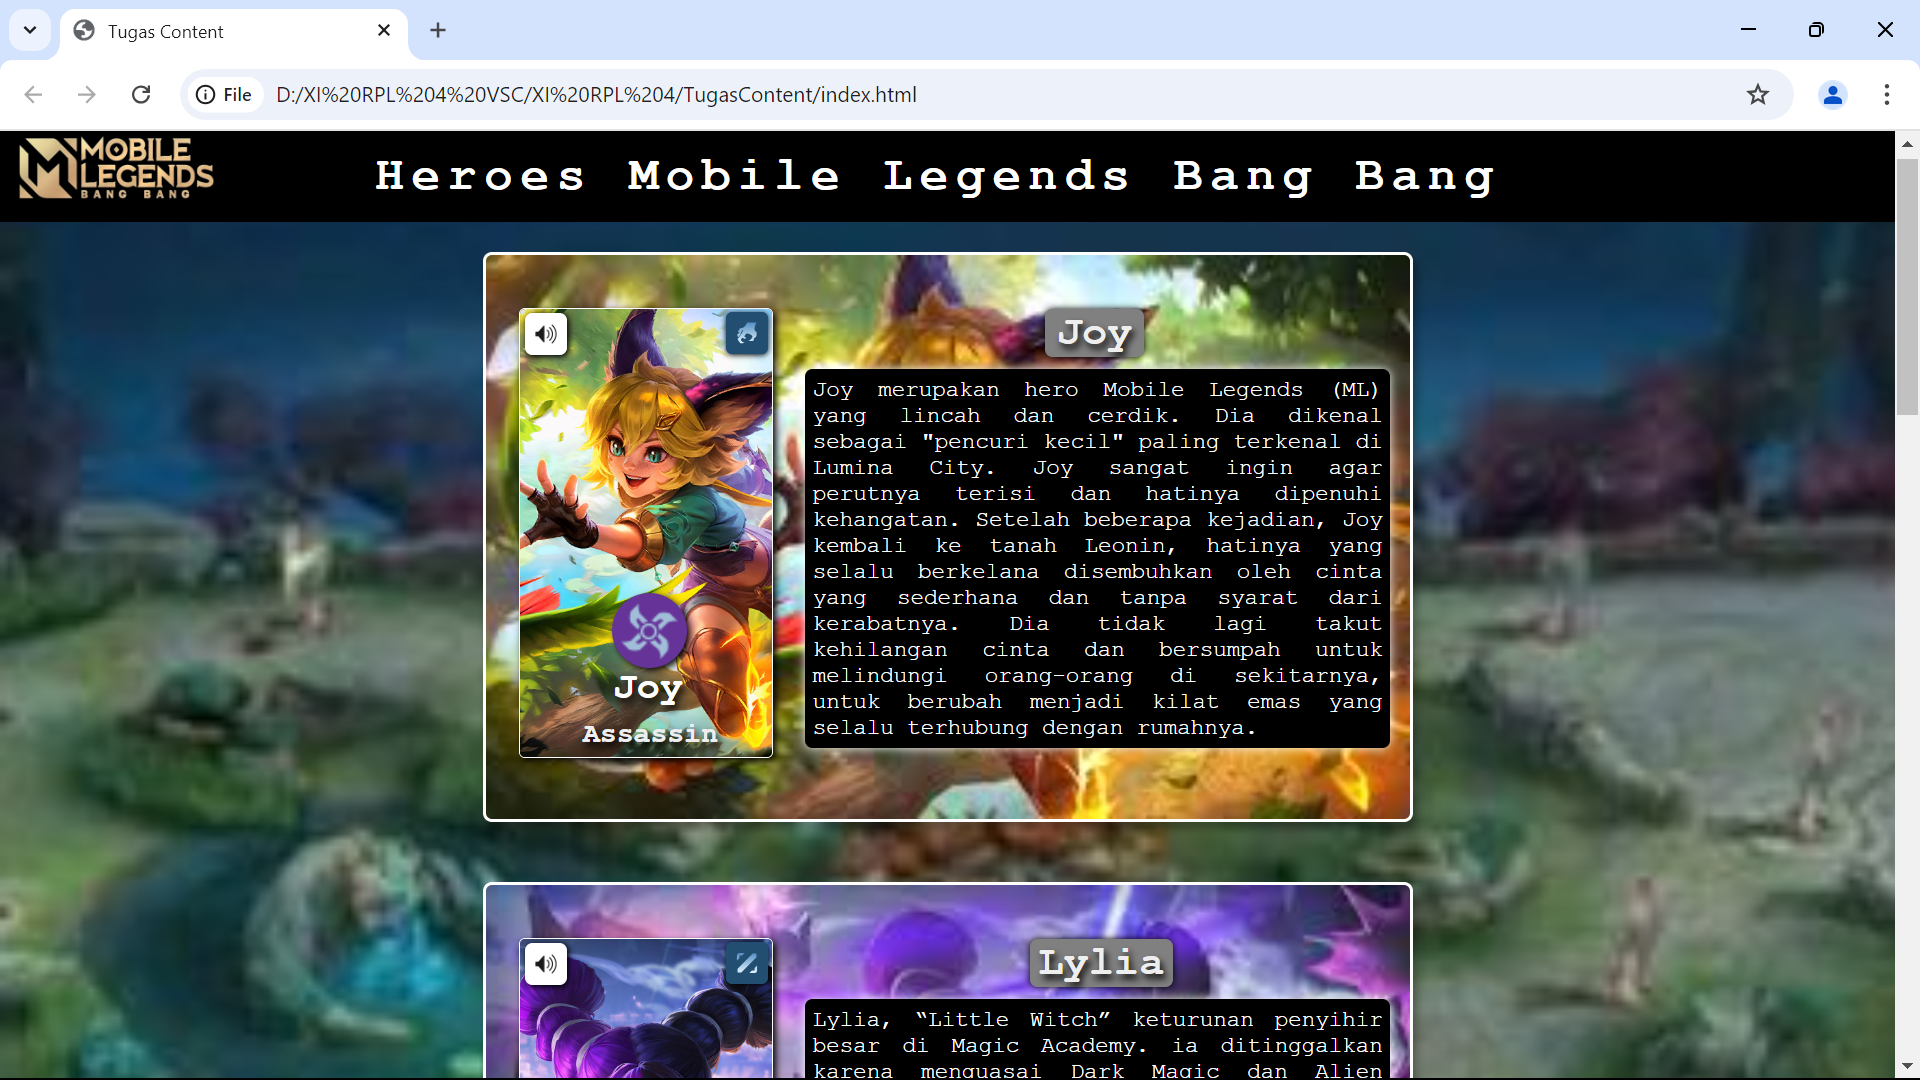 Tugas Content
File
D:/XI%20RPL%204%20VSC/XI%20RPL%204/TugasContent/index.html
MOBILE
LEGENDS
BANG BANG
Heroes Mobile Legends Bang Bang
Joy
Assassin
Joy
Joy merupakan hero Mobile Legends (ML)
yang lincah dan cerdik. Dia dikenal
sebagai "pencuri kecil" paling terkenal di
Lumina City. Joy sangat ingin agar
perutnya terisi dan hatinya dipenuhi
kehangatan. Setelah beberapa kejadian, Joy
kembali ke tanah Leonin, hatinya yang
selalu berkelana disembuhkan oleh cinta
yang sederhana dan tanpa syarat dari
kerabatnya. Dia tidak lagi takut
kehilangan cinta dan bersumpah untuk
melindungi orang-orang di sekitarnya,
untuk berubah menjadi kilat emas yang
selalu terhubung dengan rumahnya.
Lylia
Lylia, “Little Witch” keturunan penyihir
besar di Magic Academy. ia ditinggalkan
karena menguasai Dark Magic dan Alien